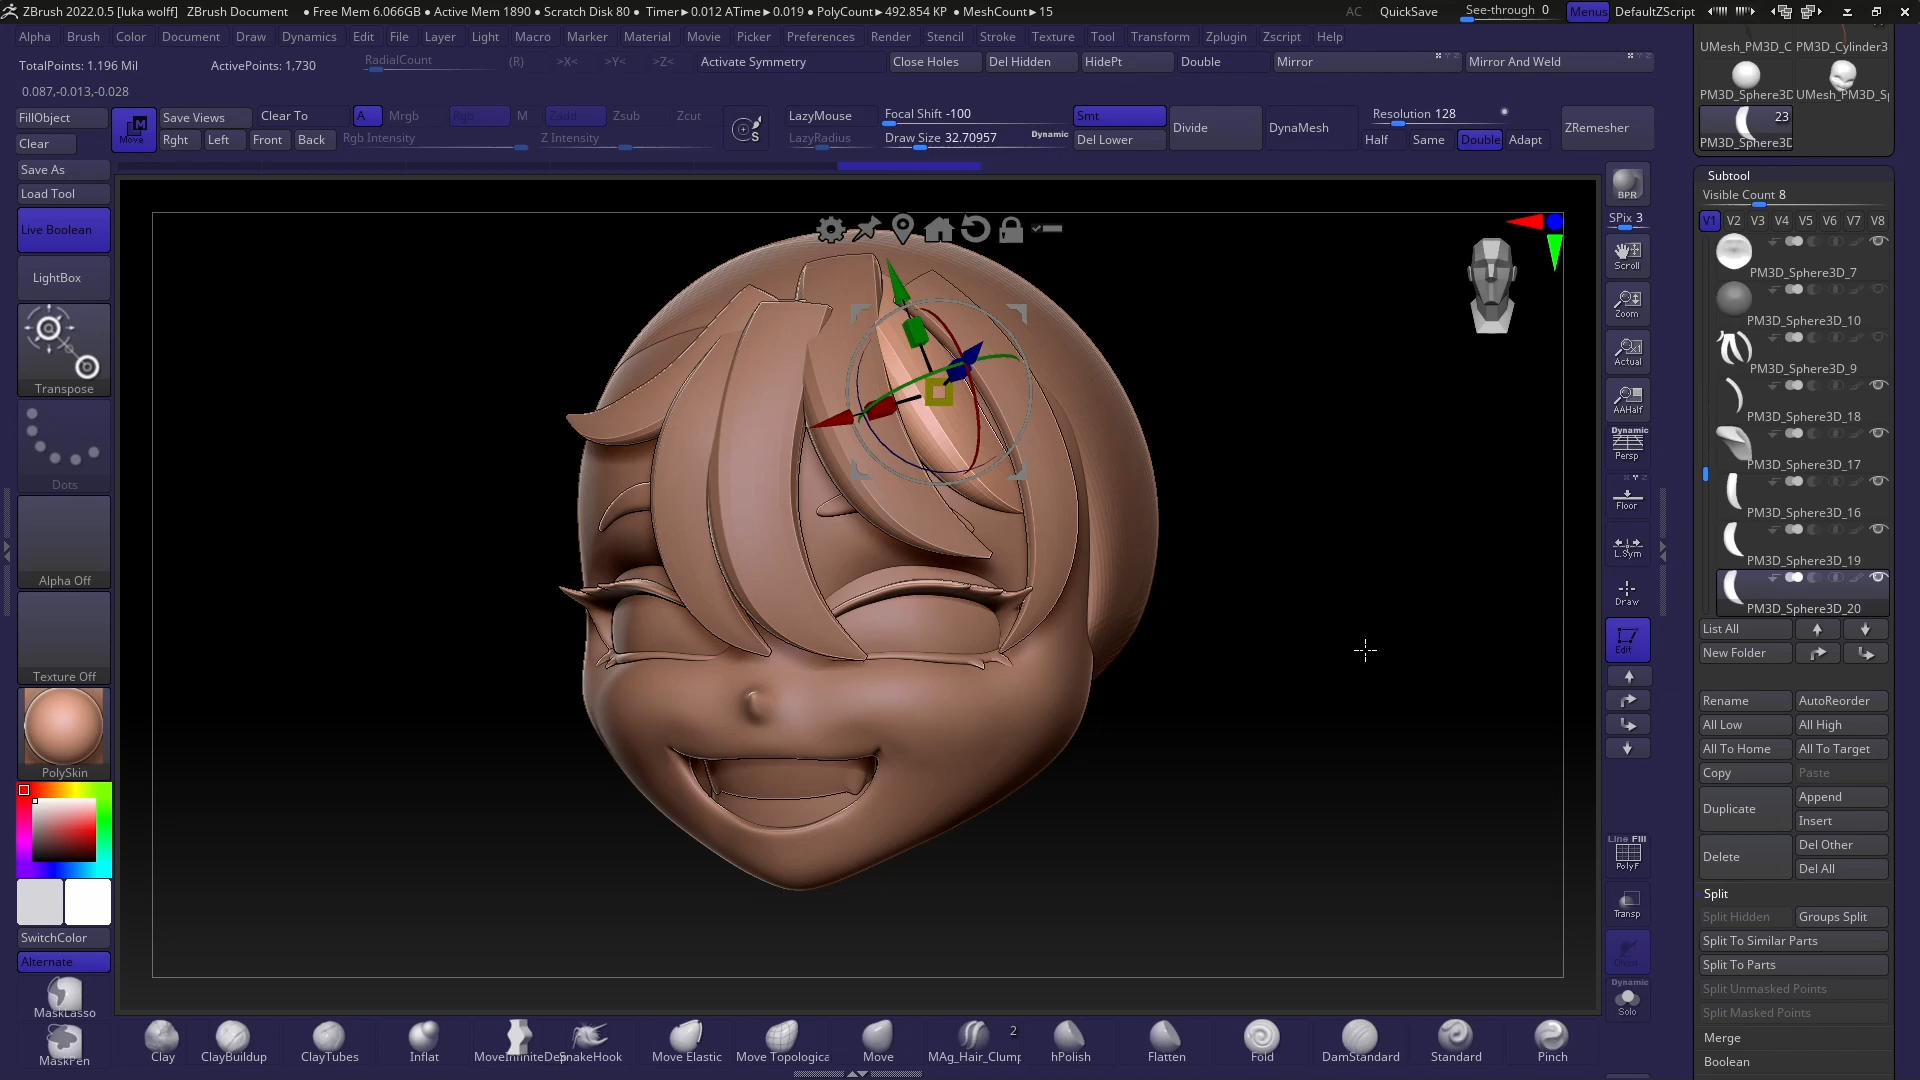 ZBrush 2022.0.5 [luka wolff] ZBrush Document ● Free Mem 6.066GB ● Active Mem 1890 ● Scratch Disk 80 ● Timer▸0.012 ATime▸0.019 ● PolyCount▸492.854 KP ● MeshCount▸15 AC QuickSave See-through 0 Menus DefaultZScript
Alpha Brush Color Document Draw Dynamics Edit File Layer Light Macro Marker Material Movie Picker Preferences Render Stencil Stroke Texture Tool Transform Zplugin Zscript Help
TotalPoints: 1.196 Mil ActivePoints: 1,730 RadialCount (R) >X< >Y< >Z< Activate Symmetry Close Holes Del Hidden HidePt Double Mirror Mirror And Weld
0.087,-0.013,-0.028
FillObject Move Save Views Clear To A Mrgb Rgb M Zadd Zsub Zcut LazyMouse Focal Shift -100 Smt Divide DynaMesh Resolution 128 ZRemesher
Clear Rght Left Front Back Rgb Intensity Z Intensity S LazyRadius Draw Size 32.70957 Dynamic Del Lower Half Same Double Adapt
Save As
Load Tool
Live Boolean
LightBox
Transpose
Dots
Alpha Off
Texture Off
PolySkin
SwitchColor
Alternate
MaskLasso
MaskPen
Clay ClayBuildup ClayTubes Inflat MoveInfiniteDep SnakeHook Move Elastic Move Topologica Move MAg_Hair_Clump 2 hPolish Flatten Fold DamStandard Standard Pinch
BPR
SPix 3
Scroll
Zoom
Actual
AAHalf
Dynamic
Persp
Floor
L.Sym
Draw
Edit
Line Fill
PolyF
Transp
Dynamic
Solo
UMesh_PM3D_C PM3D_Cylinder3
PM3D_Sphere3D UMesh_PM3D_S
23
PM3D_Sphere3D
Subtool
Visible Count 8
V1 V2 V3 V4 V5 V6 V7 V8
PM3D_Sphere3D_7
PM3D_Sphere3D_10
PM3D_Sphere3D_9
PM3D_Sphere3D_18
PM3D_Sphere3D_17
PM3D_Sphere3D_16
PM3D_Sphere3D_19
PM3D_Sphere3D_20
List All
New Folder
Rename AutoReorder
All Low All High
All To Home All To Target
Copy Paste
Duplicate Append
Insert
Delete Del Other
Del All
Split
Split Hidden Groups Split
Split To Similar Parts
Split To Parts
Split Unmasked Points
Split Masked Points
Merge
Boolean